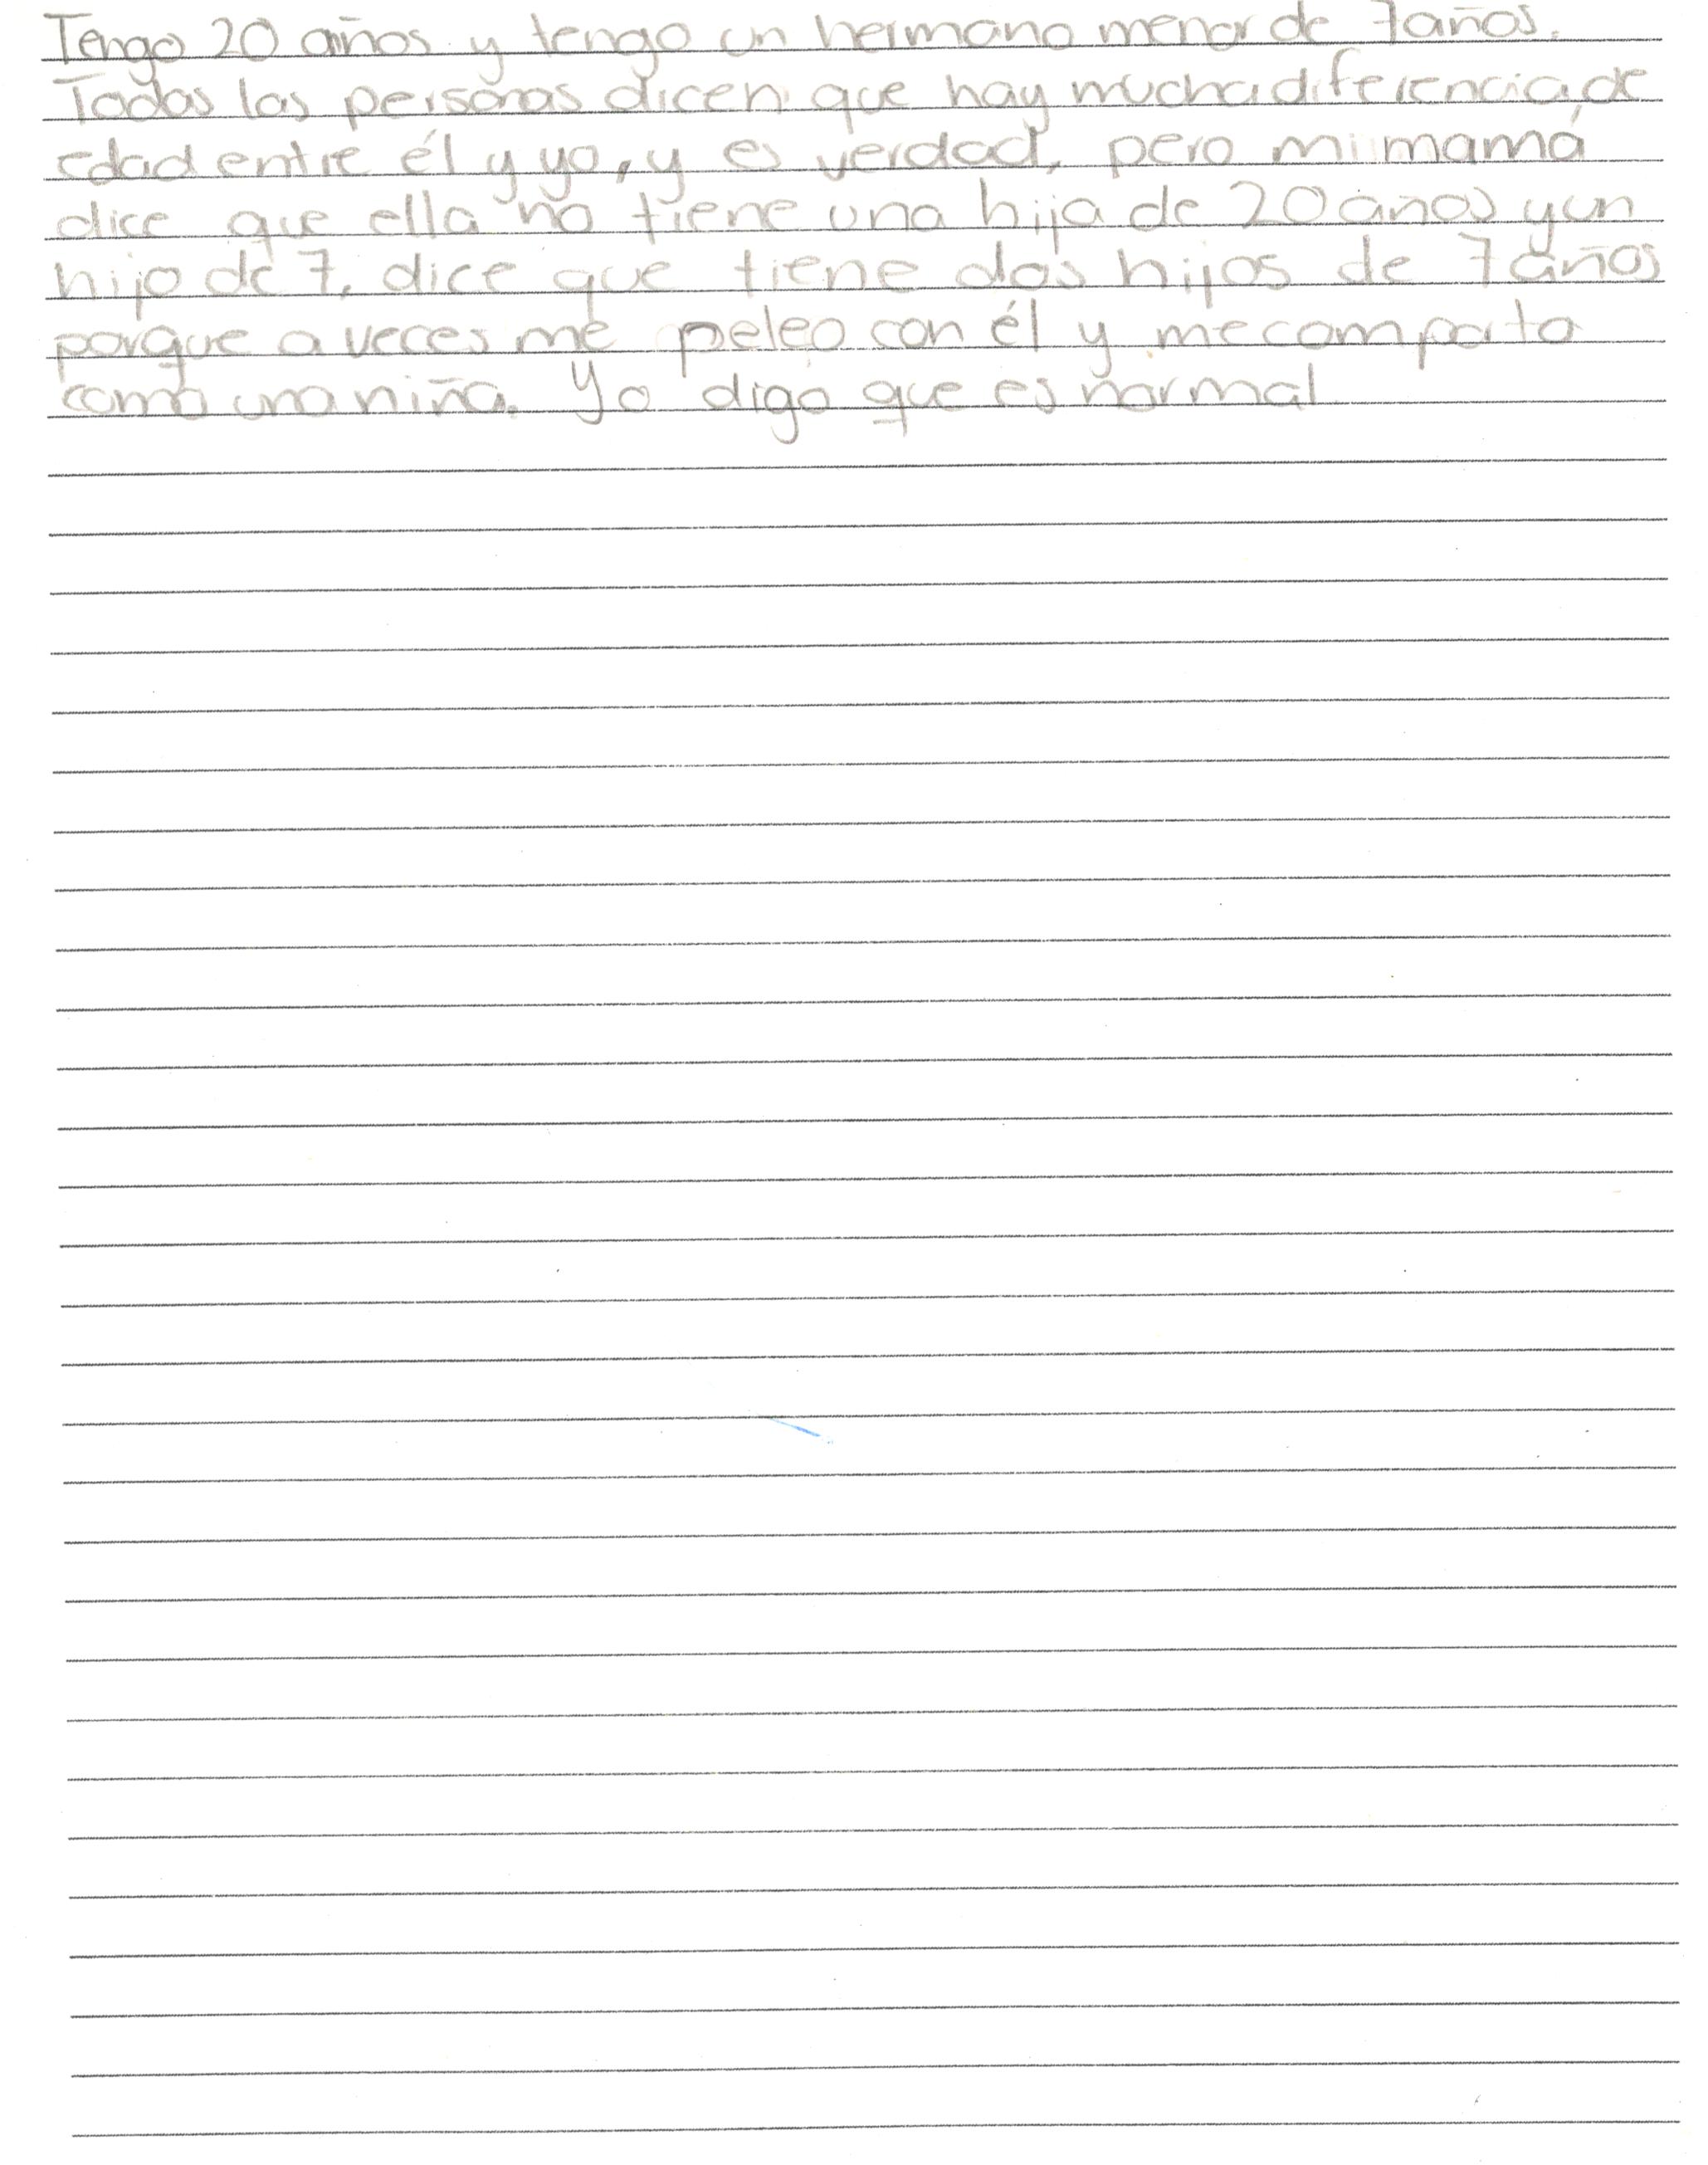 Tengo 20 años y tengo un hermano menor de 7 años.
Todas las personas dicen que hay mucha diferencia de
edad entre él y yo, y es verdad, pero mi mamá
dice que ella no tiene una hija de 20 años y un
hijo de 7, dice que tiene dos hijos de 7 años
porque a veces me peleo con él y me comporto
como una niña. Yo digo que es normal